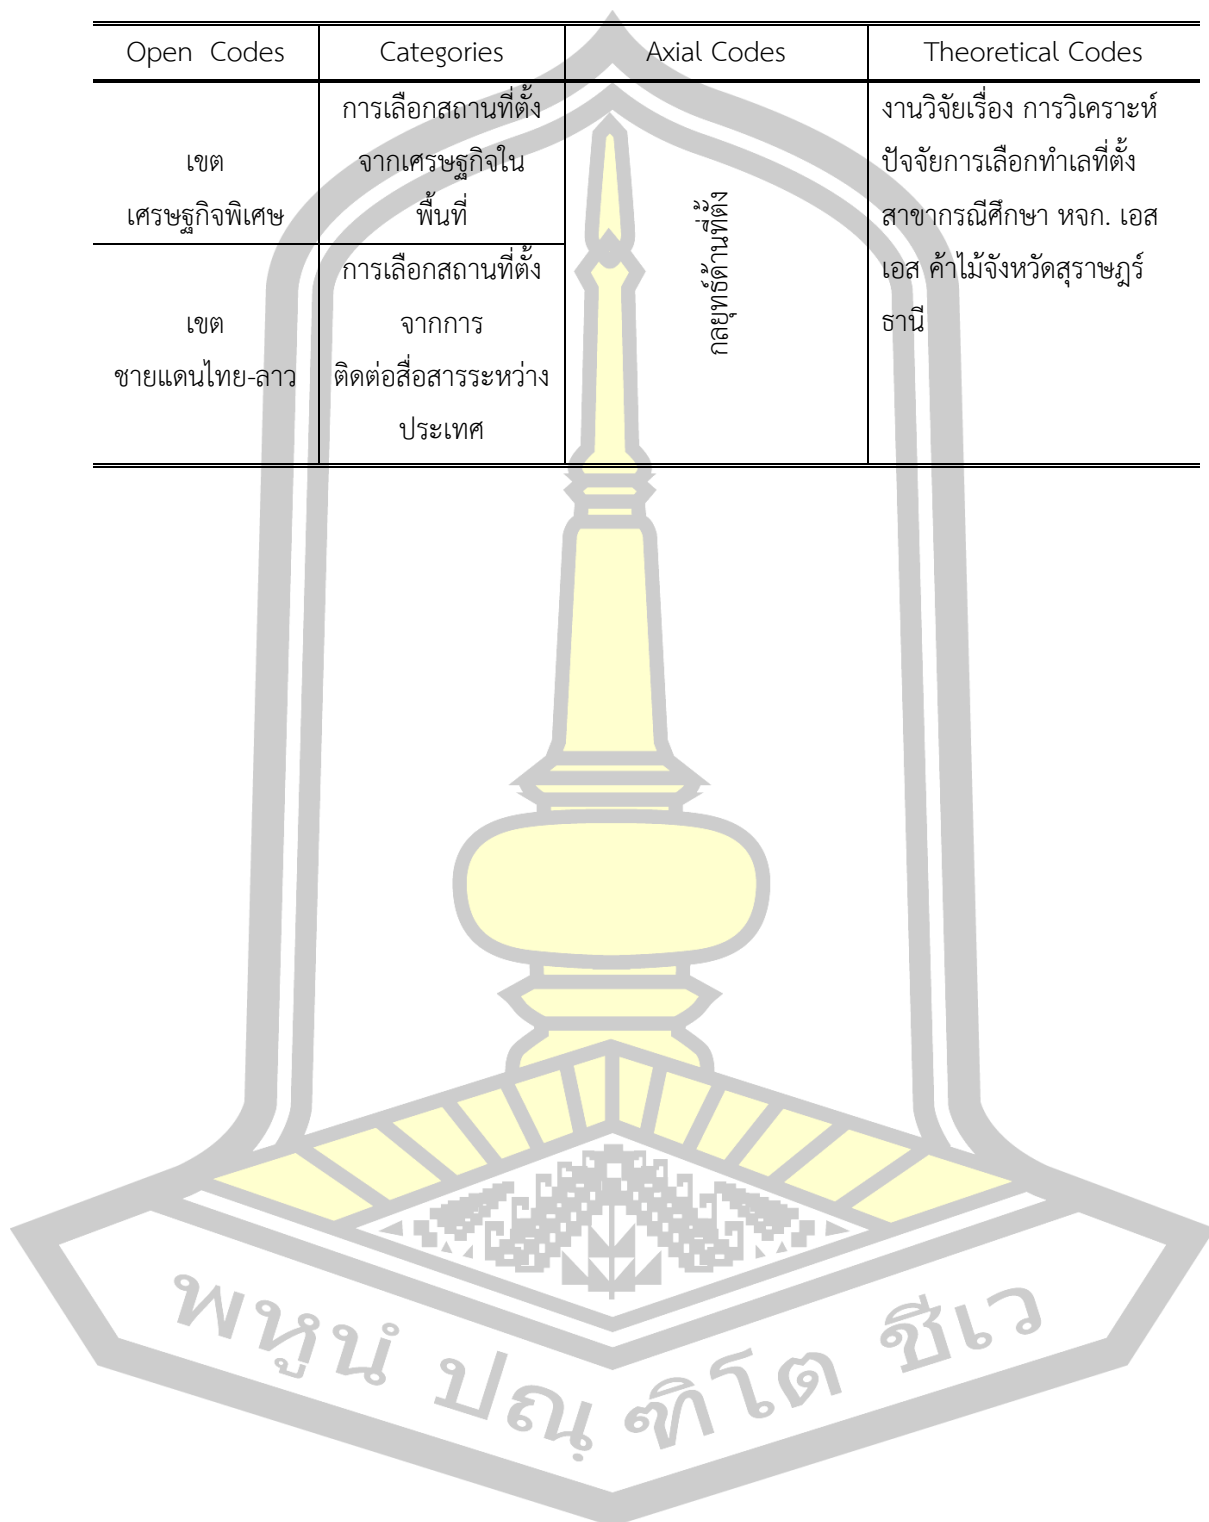 Open Codes Categories Axial Codes Theoretical Codes
เขต
เศรษฐกิจพิเศษ
การเลือกสถานที่ตั้ง
จากเศรษฐกิจใน
พื้นที่
เขต
ชายแดนไทย-ลาว
การเลือกสถานที่ตั้ง
จากการ
ติดต่อสื่อสารระหว่าง
ประเทศ
กลยุทธ์ด้านที่ตั้ง
งานวิจัยเรื่อง การวิเคราะห์
ปัจจัยการเลือกทำเลที่ตั้ง
สาขากรณีศึกษา หจก. เอส
เอส ค้าไม้จังหวัดสุราษฎร์
ธานี
พหูนํ ปณฺฑิโต ชีเว